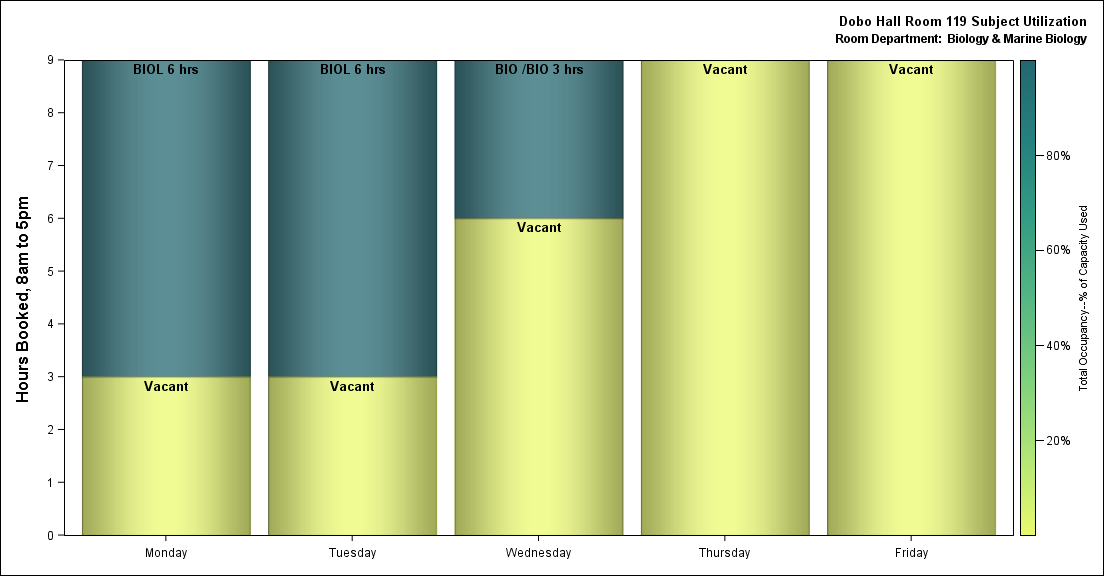 Dobo Hall Room 119 Subject Utilization
Room Department: Biology & Marine Biology
Hours Booked, 8am to 5pm
9
8
7
6
5
4
3
2
1
0
BIOL 6 hrs
Vacant
BIOL 6 hrs
Vacant
BIO /BIO 3 hrs
Vacant
Vacant
Vacant
Monday
Tuesday
Wednesday
Thursday
Friday
80%
60%
40%
20%
Total Occupancy--% of Capacity Used